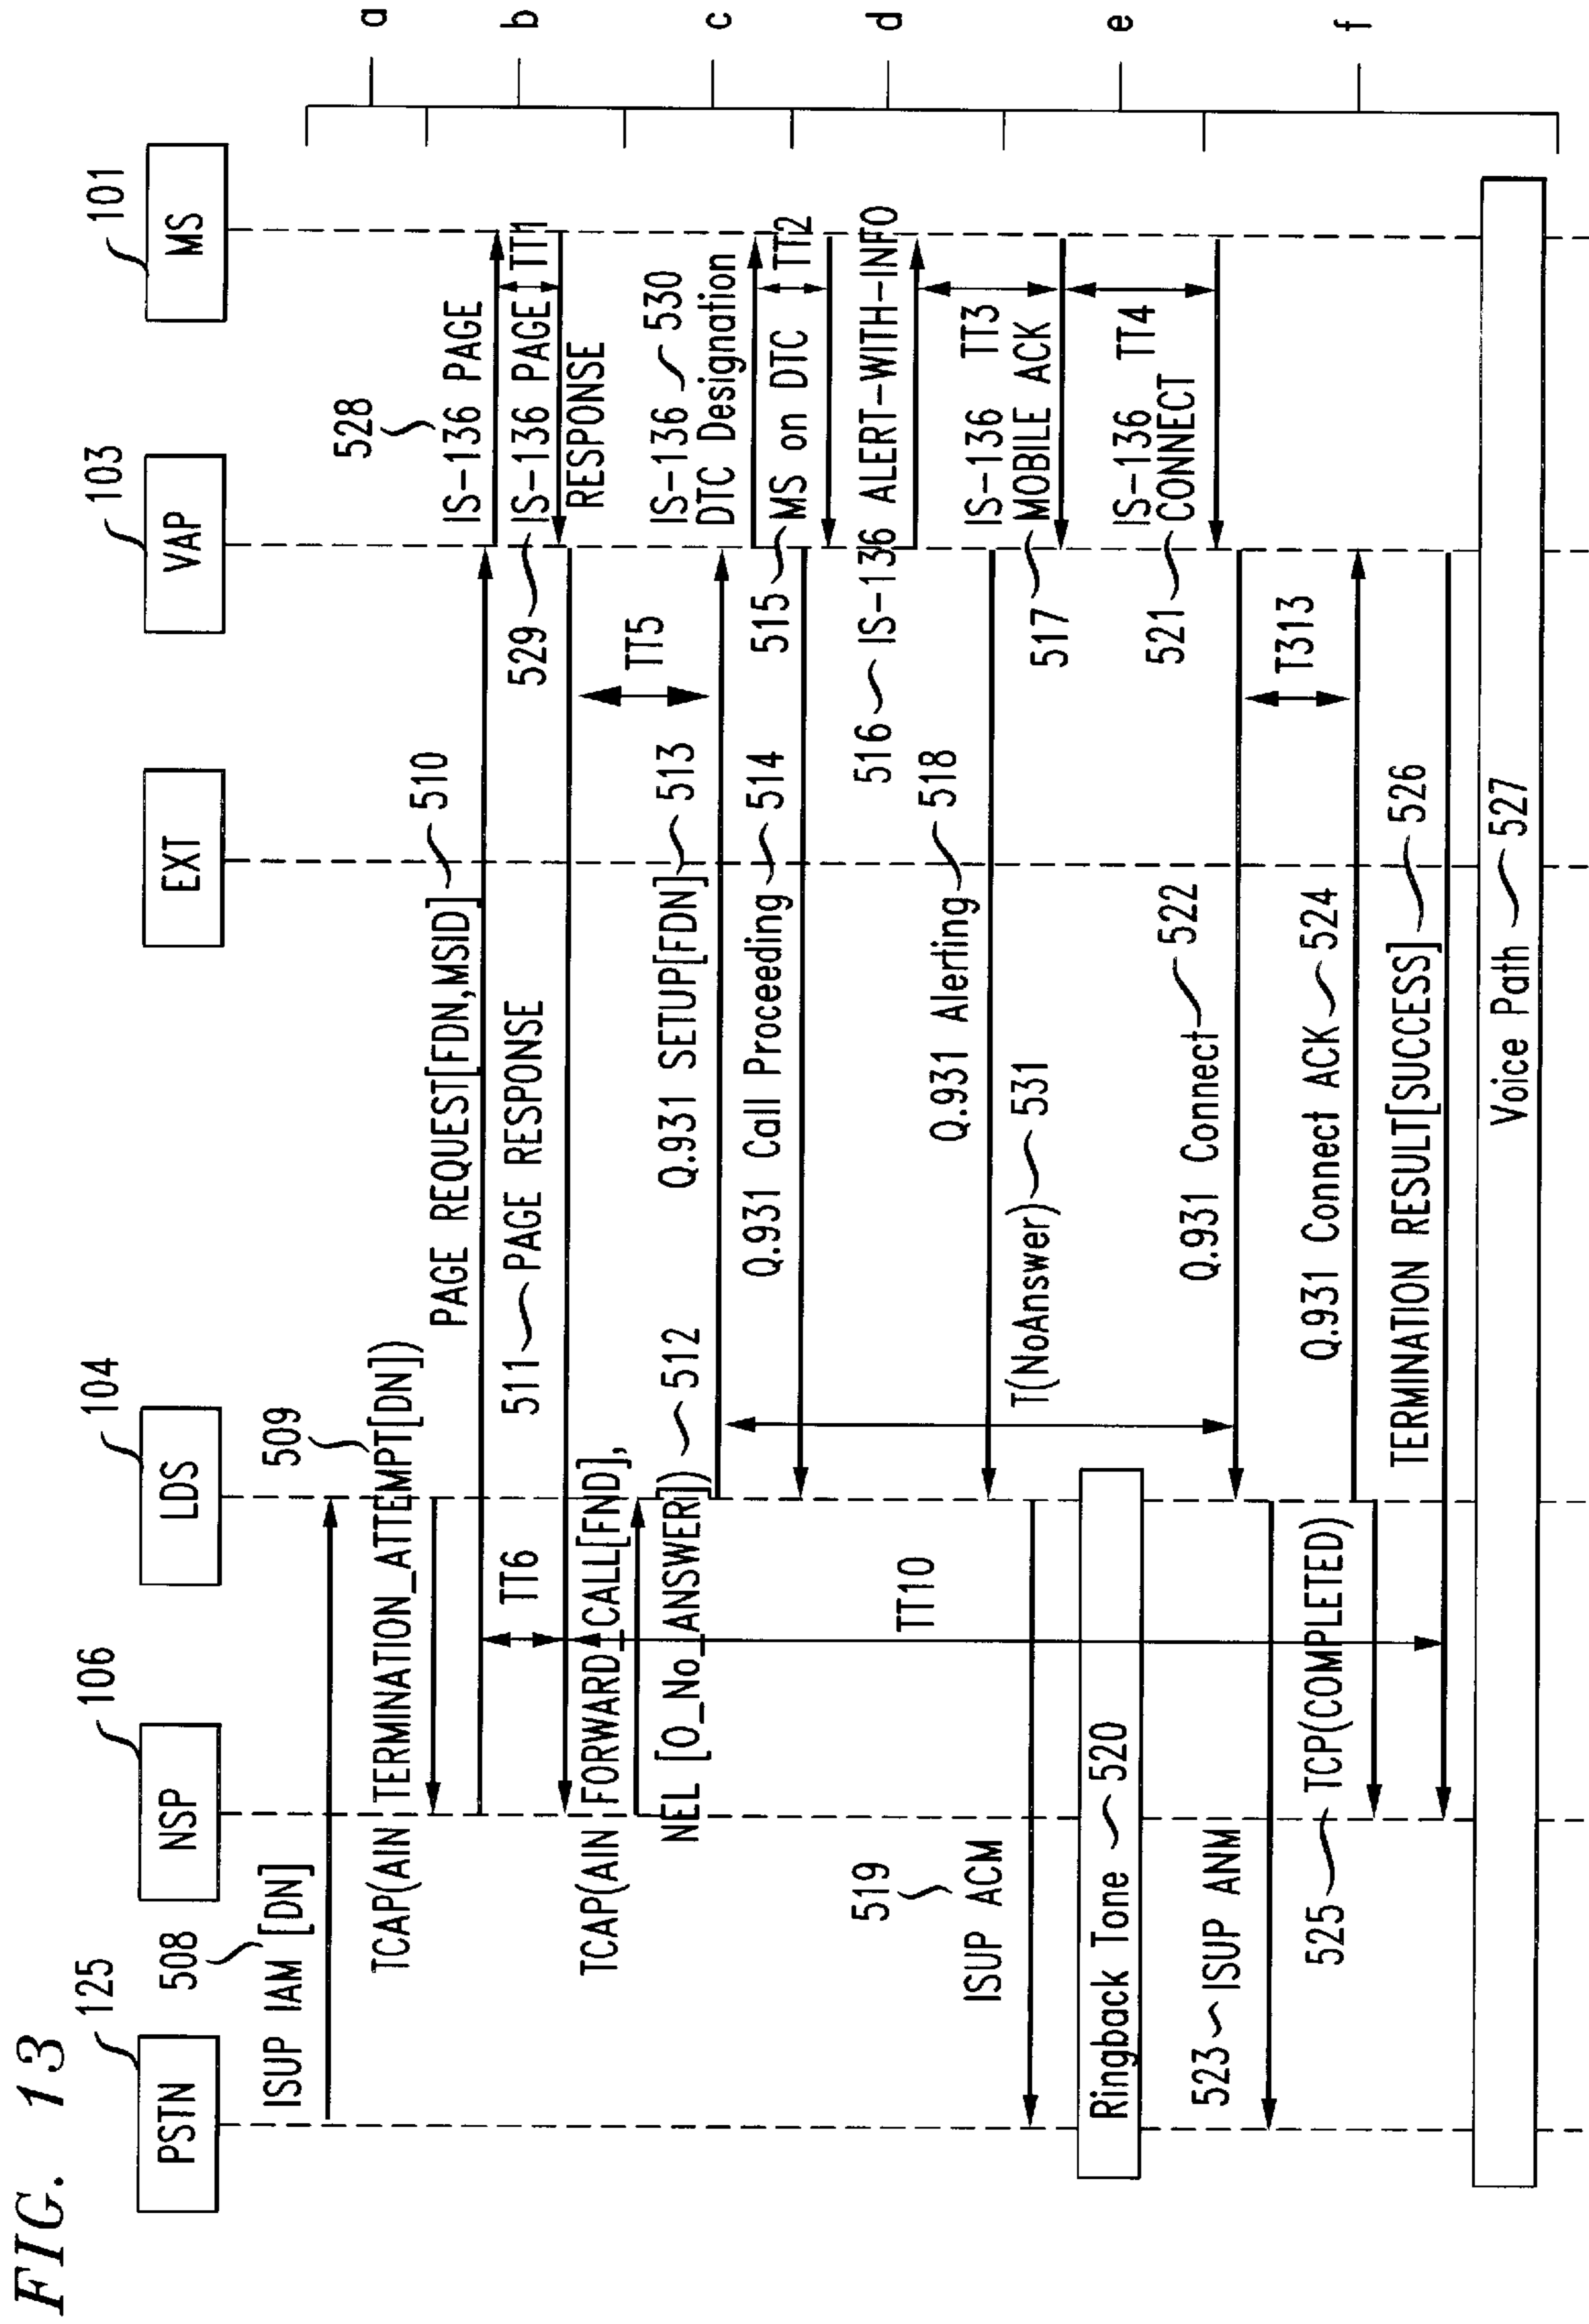 FIG. 13
125
106
104
103
101
PSTN
NSP
LDS
EXT
VAP
MS
508
ISUP IAM [DN]
509
TCAP(AIN TERMINATION_ATTEMPT[DN])
a
PAGE REQUEST[FDN,MSID]
510
528
IS-136 PAGE
TT6
511
PAGE RESPONSE
529
IS-136 PAGE
TT1
RESPONSE
b
TCAP(AIN FORWARD_CALL[FND],
NEL [O_No_ANSWER])
512
TT5
Q.931 SETUP[FDN]
513
IS-136
530
DTC Designation
c
Q.931 Call Proceeding
514
515
MS on DTC
TT2
516
IS-136 ALERT-WITH-INFO
d
TT10
Q.931 Alerting
518
519
ISUP ACM
T(NoAnswer)
531
IS-136
TT3
517
MOBILE ACK
Ringback Tone
520
IS-136
TT4
521
CONNECT
e
Q.931 Connect
522
523
ISUP ANM
T313
Q.931 Connect ACK
524
525
TCP(COMPLETED)
f
TERMINATION RESULT[SUCCESS]
526
Voice Path
527